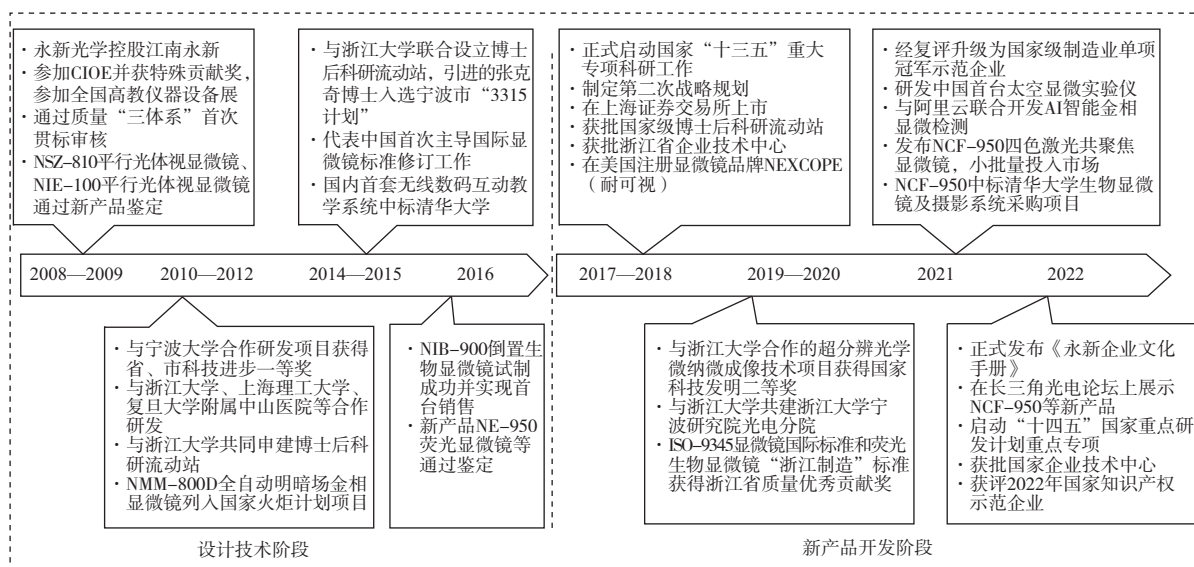 · 永新光学控股江南永新
· 参加CIOE并获特殊贡献奖，
参加全国高教仪器设备展
· 通过质量“三体系”首次
贯标审核
· NSZ-810平行光体视显微镜、
NIE-100平行光体视显微镜
通过新产品鉴定
· 与浙江大学联合设立博士
后科研流动站，引进的张克
奇博士入选宁波市“3315
计划”
· 代表中国首次主导国际显
微镜标准修订工作
· 国内首套无线数码互动教
学系统中标清华大学
· 正式启动国家“十三五”重大
专项科研工作
· 制定第二次战略规划
· 在上海证券交易所上市
· 获批国家级博士后科研流动站
· 获批浙江省企业技术中心
· 在美国注册显微镜品牌NEXCOPE
（耐可视）
· 经复评升级为国家级制造业单项
冠军示范企业
· 研发中国首台太空显微实验仪
· 与阿里云联合开发AI智能金相
显微检测
· 发布NCF-950四色激光共聚焦
显微镜，小批量投入市场
· NCF-950中标清华大学生物显微
镜及摄影系统采购项目
2008—2009 2010—2012 2014—2015 2016 2017—2018 2019—2020 2021 2022
· 与宁波大学合作研发项目获得
省、市科技进步一等奖
· 与浙江大学、上海理工大学、
复旦大学附属中山医院等合作
研发
· 与浙江大学共同申建博士后科
研流动站
· NMM-800D全自动明暗场金相
显微镜列入国家火炬计划项目
· NIB-900倒置生
物显微镜试制
成功并实现首
台销售
· 新产品NE-950
荧光显微镜等
通过鉴定
· 与浙江大学合作的超分辨光学
微纳微成像技术项目获得国家
科技发明二等奖
· 与浙江大学共建浙江大学宁
波研究院光电分院
· ISO-9345显微镜国际标准和荧光
生物显微镜“浙江制造”标准
获得浙江省质量优秀贡献奖
· 正式发布《永新企业文化
手册》
· 在长三角光电论坛上展示
NCF-950等新产品
· 启动“十四五”国家重点研
发计划重点专项
· 获批国家企业技术中心
· 获评2022年国家知识产权
示范企业
设计技术阶段 新产品开发阶段